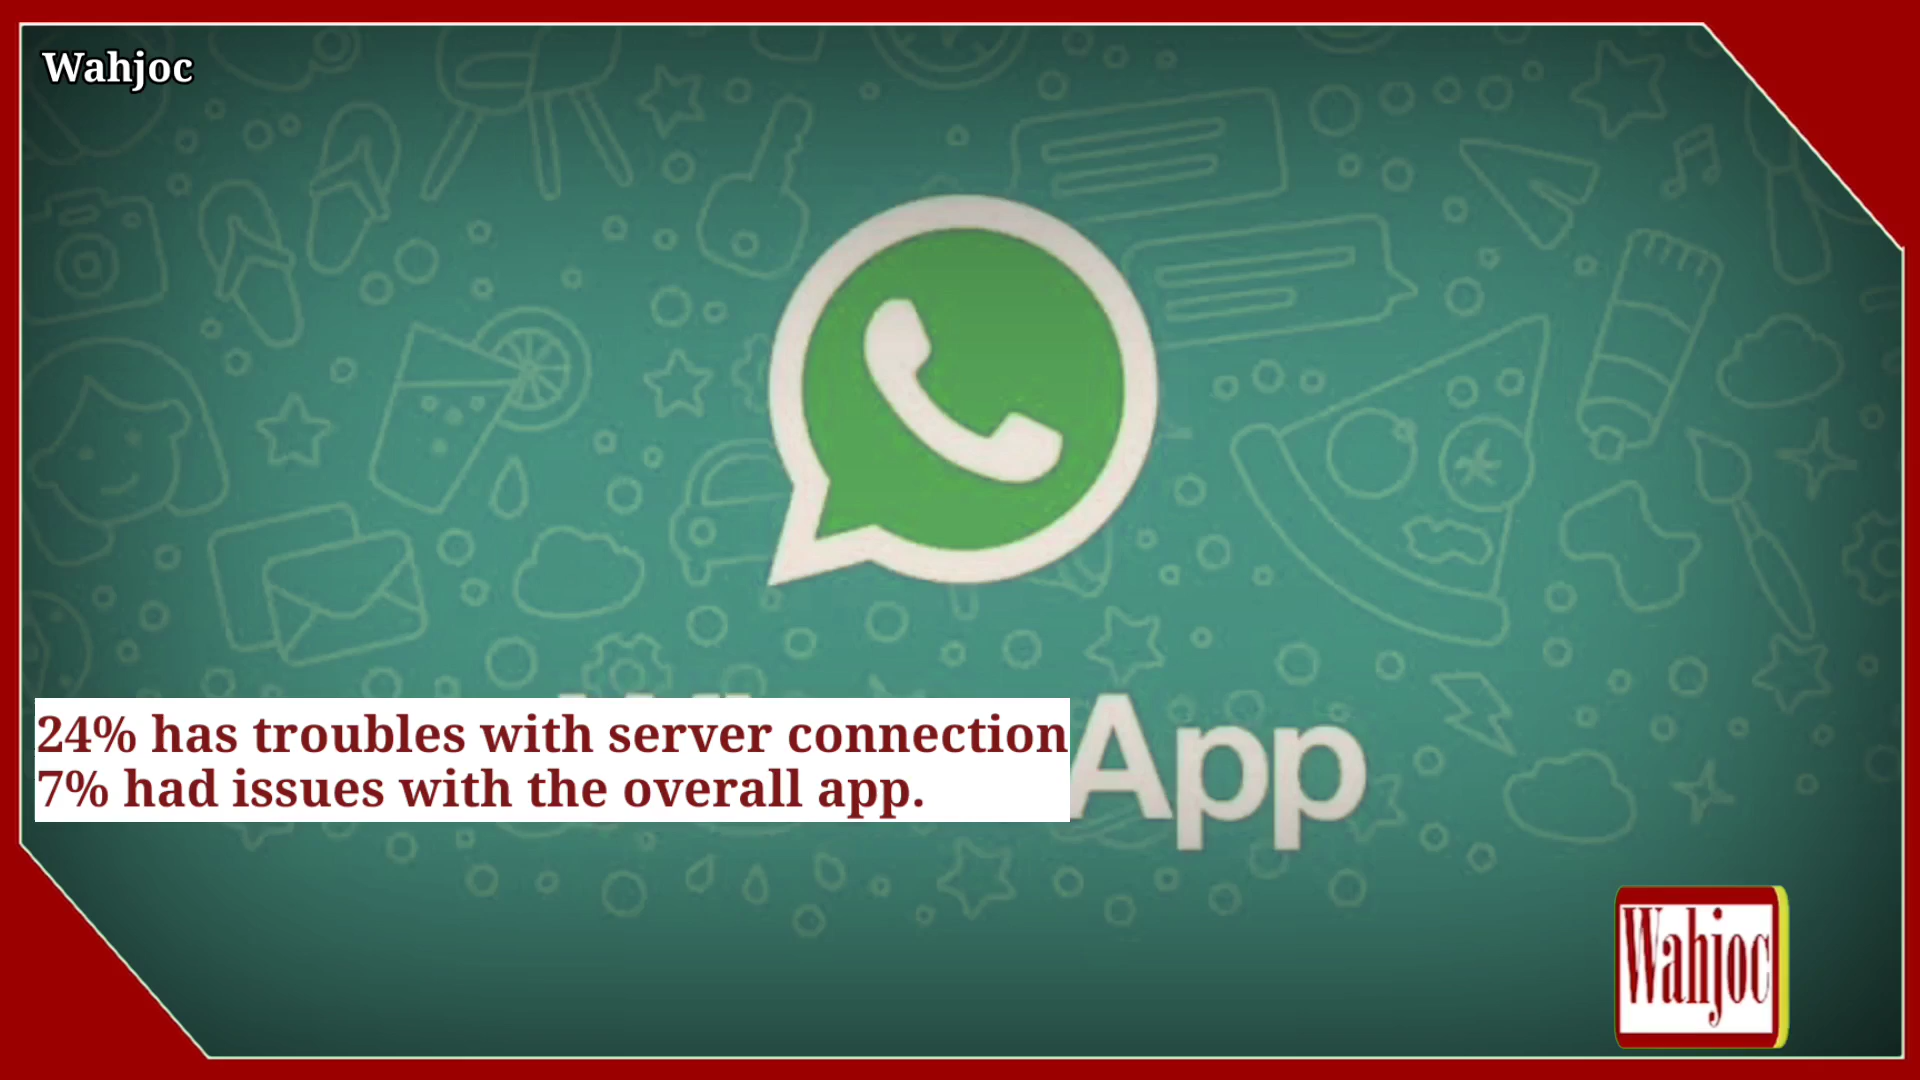 Wahjoc
24% has troubles with server connection
7% had issues with the overall app.
App
Wahjoc